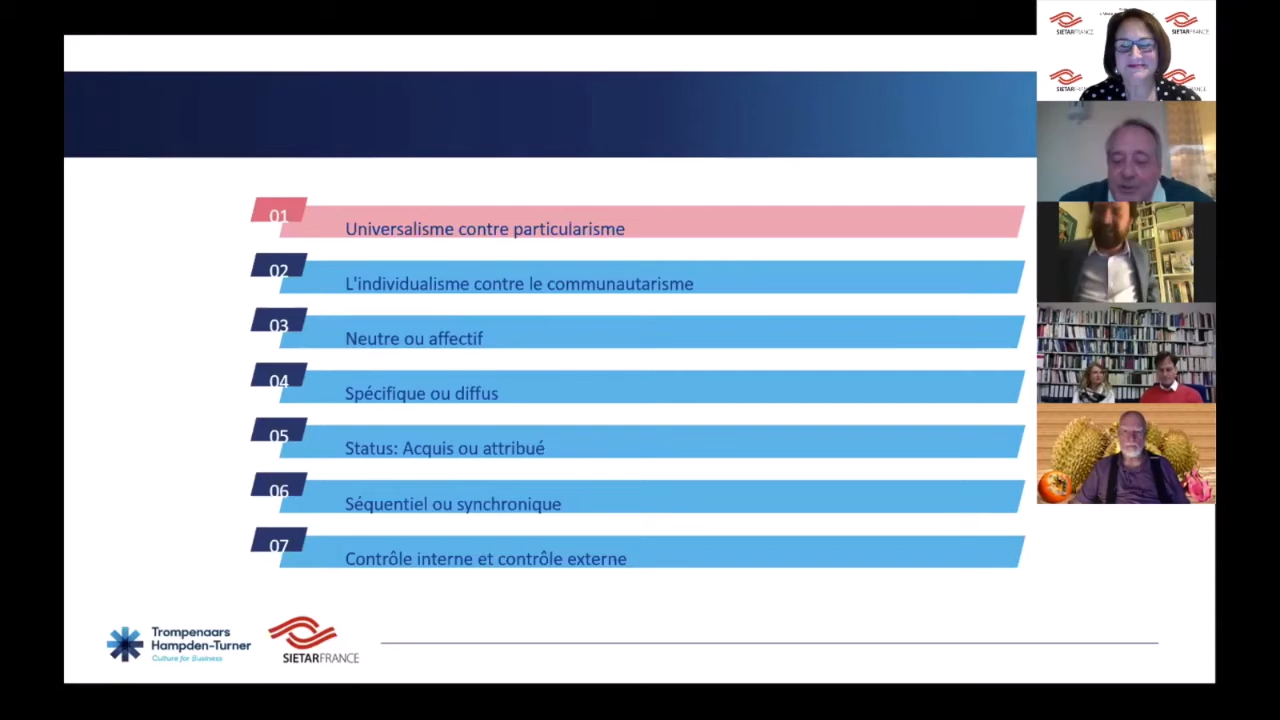 01
Universalisme contre particularisme
02
L'individualisme contre le communautarisme
03
Neutre ou affectif
04
Spécifique ou diffus
05
Status: Acquis ou attribué
06
Séquentiel ou synchronique
07
Contrôle interne et contrôle externe
Trompenaars
Hampden-Turner
Culture for Business
SIETARFRANCE
SIETARFRANCE
SIETARFRANCE